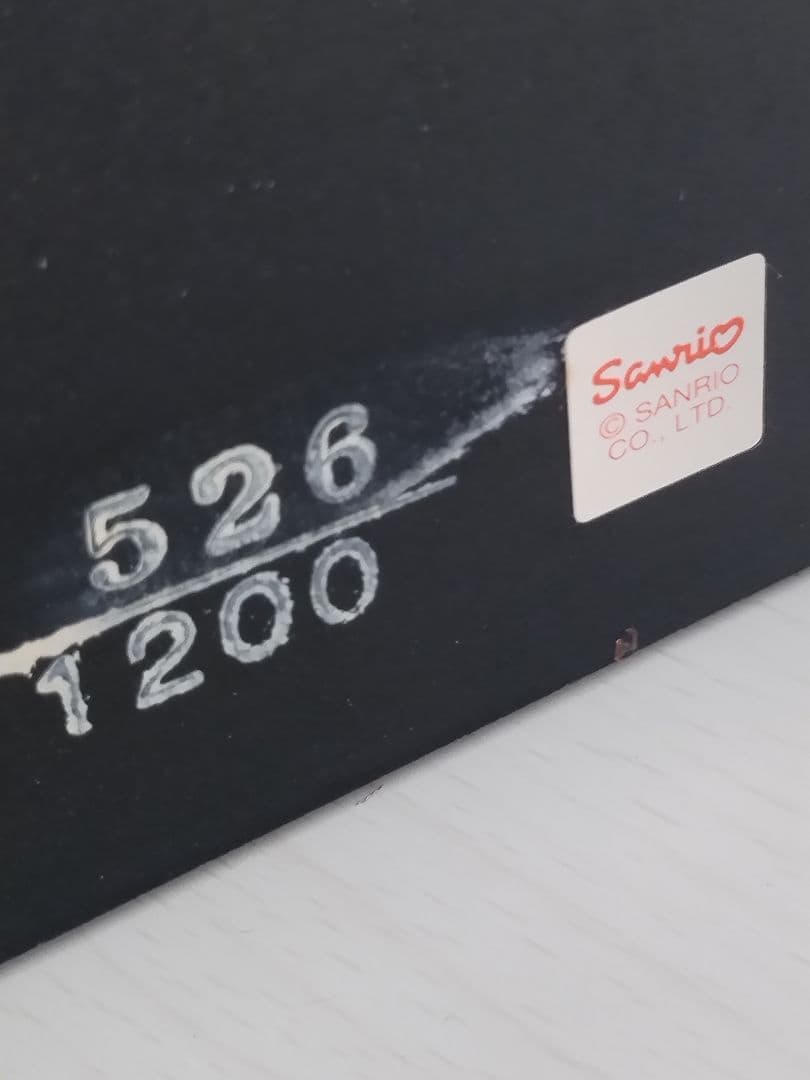 526
1200
Sanrio
© SANRIO
CO., LTD.